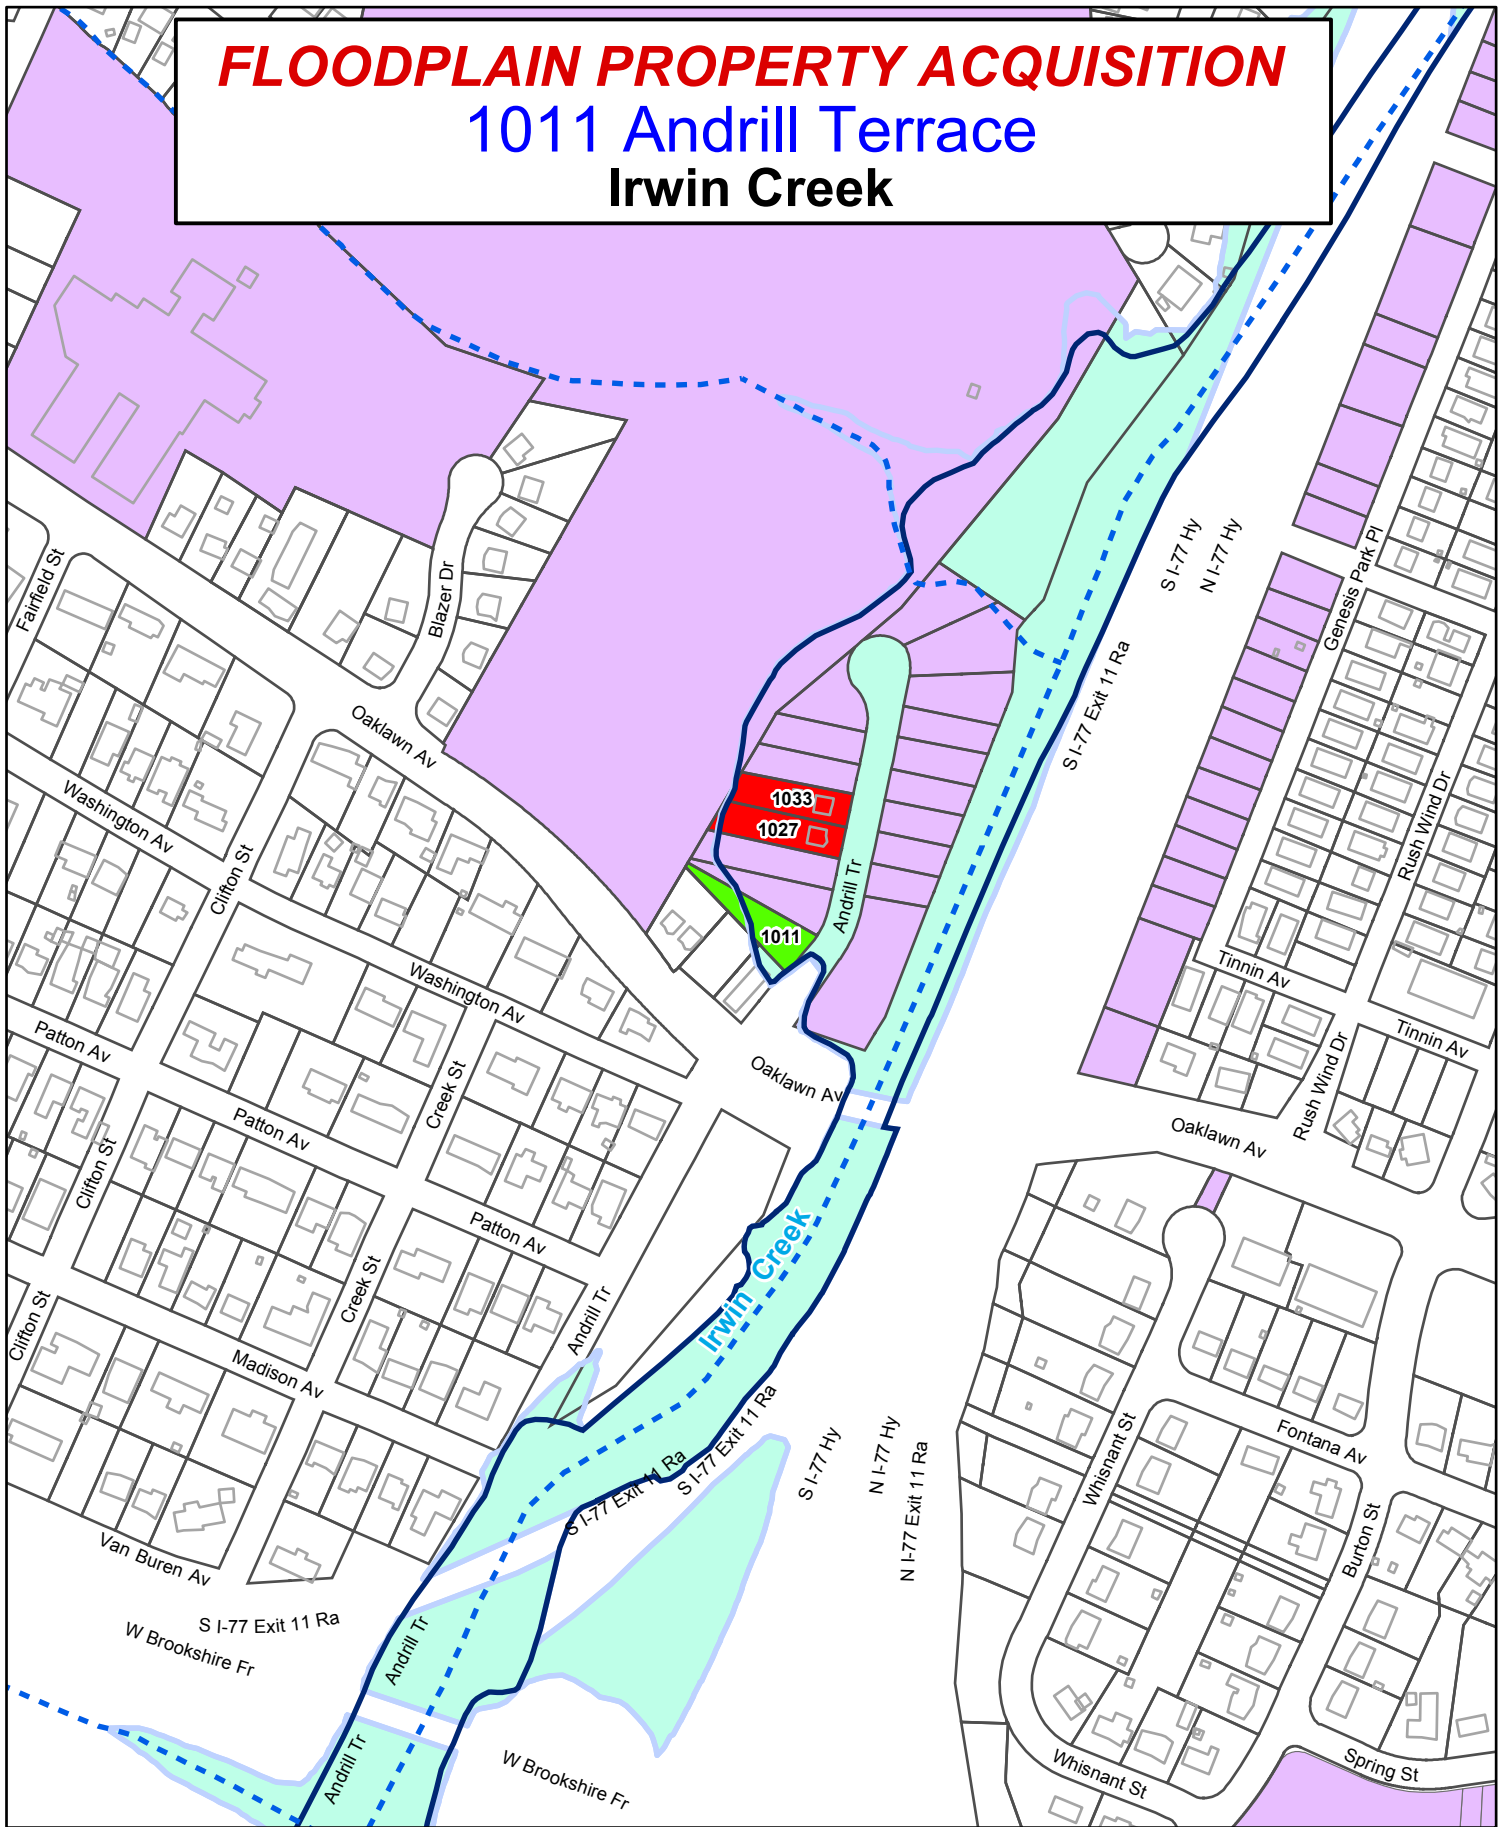 FLOODPLAIN PROPERTY ACQUISITION
1011 Andrill Terrace
Irwin Creek
S I-77 Hy
N I-77 Hy
Genesis Park Pl
Fairfield St
Blazer Dr
S I-77 Exit 11 Ra
Oaklawn Av
Rush Wind Dr
1033
1027
Washington Av
Clifton St
Andrill Tr
1011
Washington Av
Tinnin Av
Patton Av
Tinnin Av
Oaklawn Av
Creek St
Rush Wind Dr
Patton Av
Oaklawn Av
Clifton St
Patton Av
Irwin Creek
Creek St
Andrill Tr
Clifton St
Madison Av
S I-77 Exit 11 Ra
S I-77 Exit 11 Ra
S I-77 Hy
N I-77 Hy
N I-77 Exit 11 Ra
Whisnant St
Fontana Av
Burton St
Van Buren Av
S I-77 Exit 11 Ra
W Brookshire Fr
Andrill Tr
Andrill Tr
W Brookshire Fr
Whisnant St
Spring St